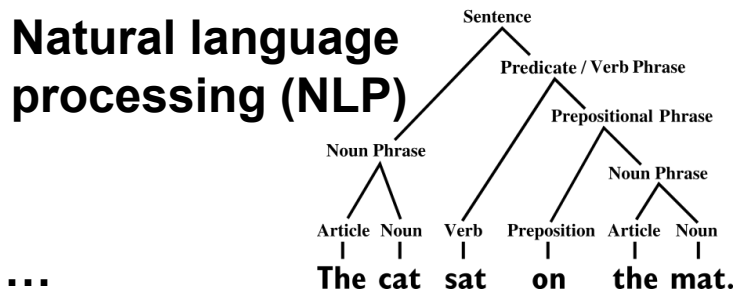 Natural language
processing (NLP)
Sentence
Predicate / Verb Phrase
Prepositional Phrase
Noun Phrase
Noun Phrase
Article Noun Verb Preposition Article Noun
... The cat sat on the mat.